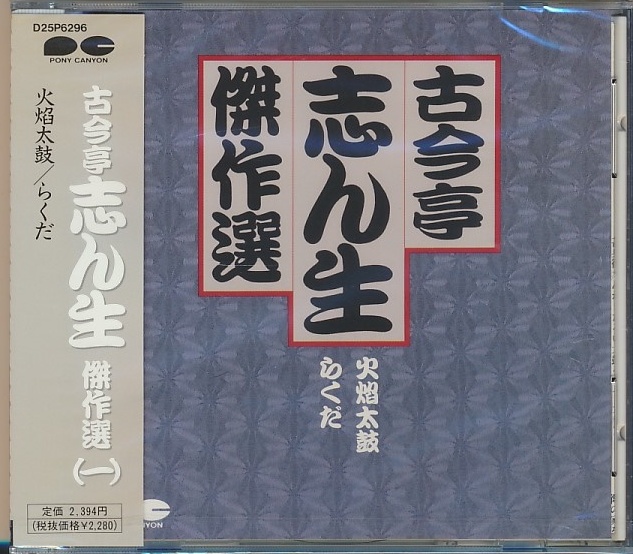 D25P6296
PONY CANYON
古今亭志ん生傑作選(一)
火焔太鼓/らくだ
定価 2,394円
(税抜価格¥2,280)
古今亭
志ん生
傑作選
火焔太鼓
らくだ
C
ANYON